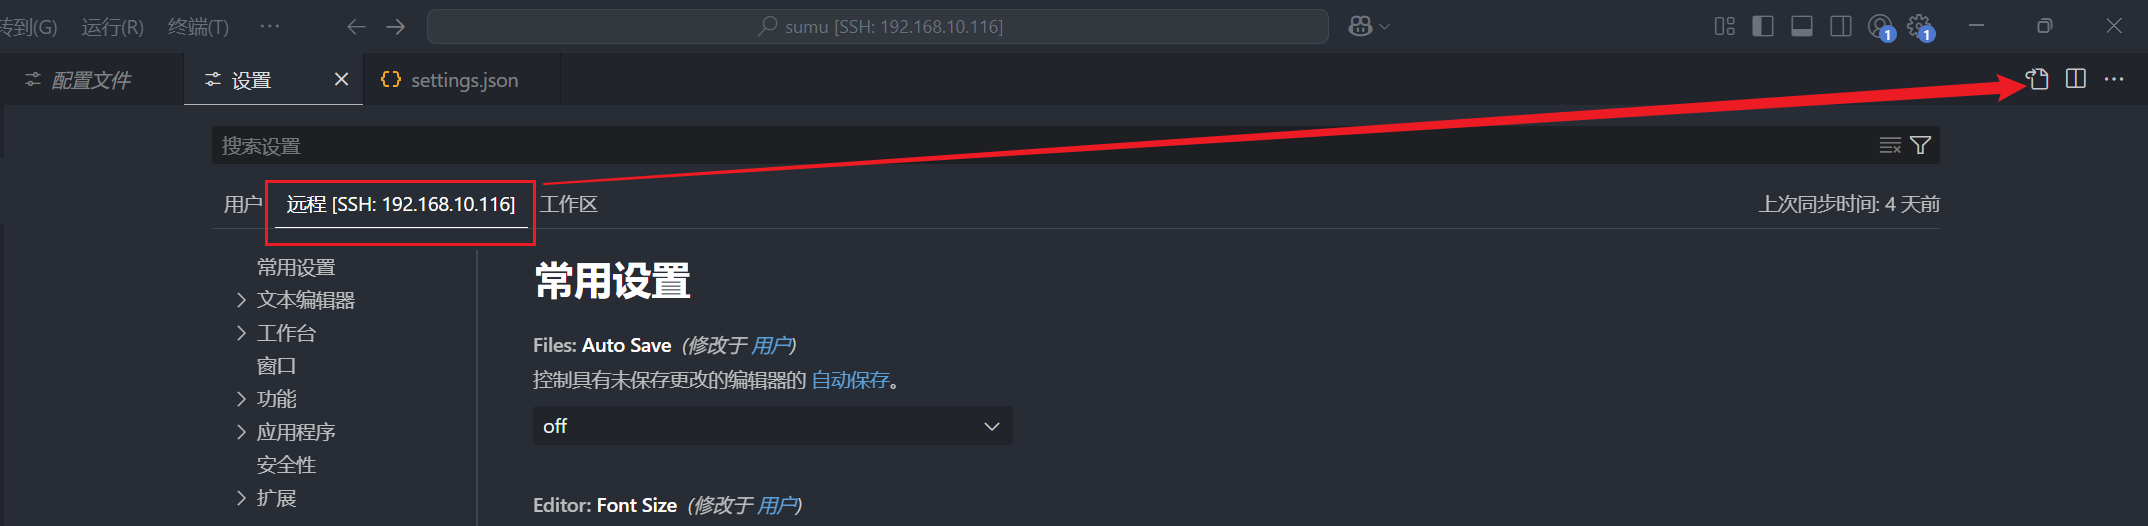 转到(G) 运行(R) 终端(T) ··· sumu [SSH: 192.168.10.116] 1 1
配置文件 设置 settings.json
搜索设置
用户 远程 [SSH: 192.168.10.116] 工作区 上次同步时间: 4 天前
常用设置
文本编辑器
工作台
窗口
功能
应用程序
安全性
扩展
常用设置
Files: Auto Save (修改于 用户)
控制具有未保存更改的编辑器的 自动保存。
off
Editor: Font Size (修改于 用户)